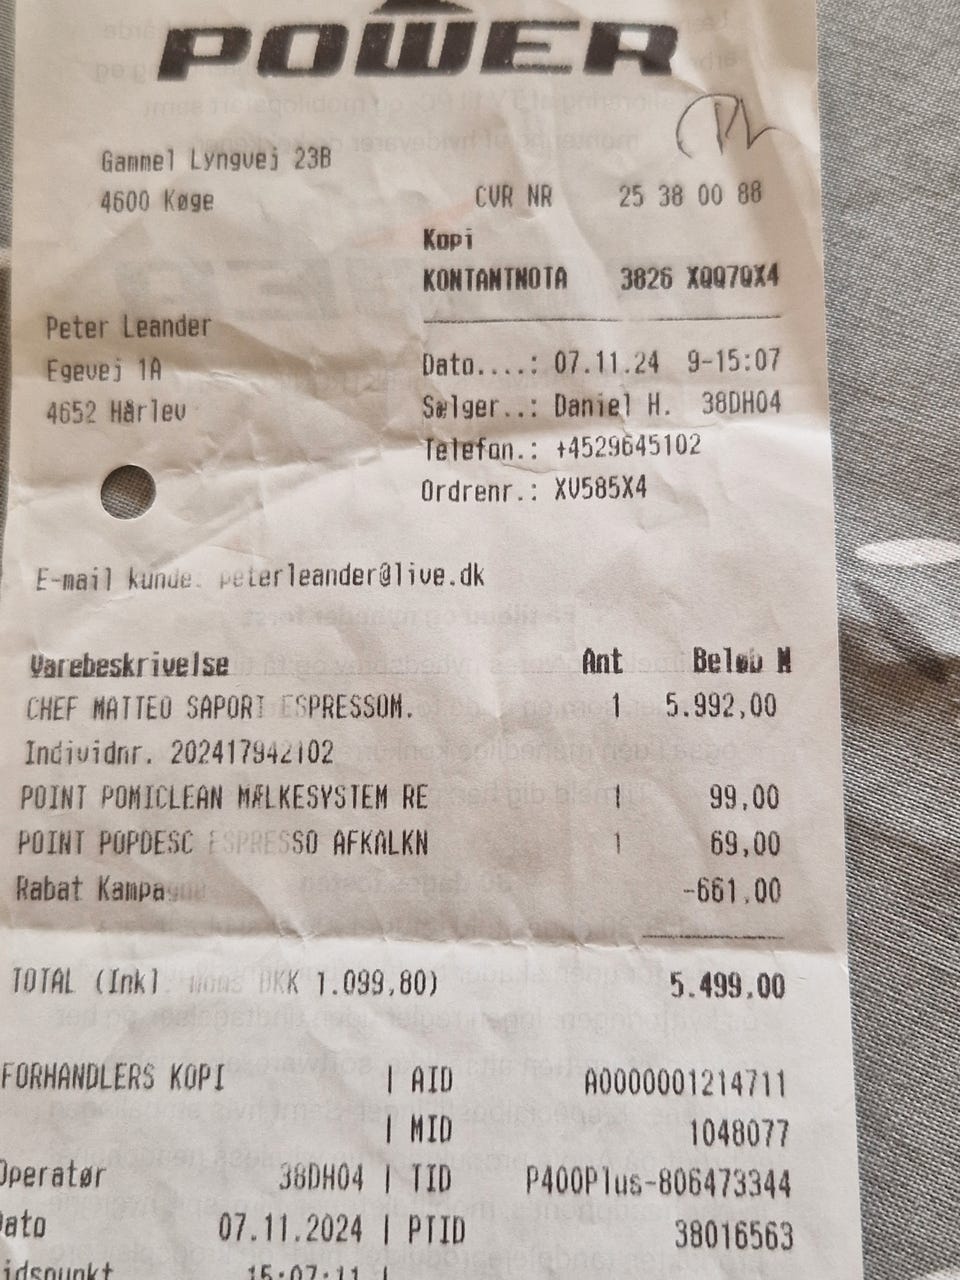 POWER
Gammel Lyngvej 23B
4600 Køge
CVR NR 25 38 00 88
Kopi
KONTANTNOTA 3826 XQQ7QX4
Peter Leander
Egevej 1A
4652 Hårlev
Dato....: 07.11.24 9-15:07
Sælger..: Daniel H. 38DH04
Telefon.: +4529645102
Ordrenr.: XV585X4
E-mail kunde: peterleander@live.dk
Varebeskrivelse Ant Beløb M
CHEF MATTEO SAPORI ESPRESSOM. 1 5.992,00
Individnr. 202417942102
POINT POMICLEAN MÆLKESYSTEM RE 1 99,00
POINT POPDESC ESPRESSO AFKALKN 1 69,00
Rabat Kampagne -661,00
TOTAL (Inkl. moms DKK 1.099,80) 5.499,00
FORHANDLERS KOPI | AID A0000001214711
| MID 1048077
Operatør 38DH04 | TID P400Plus-806473344
Dato 07.11.2024 | PTID 38016563
idspunkt 15:07:11 |